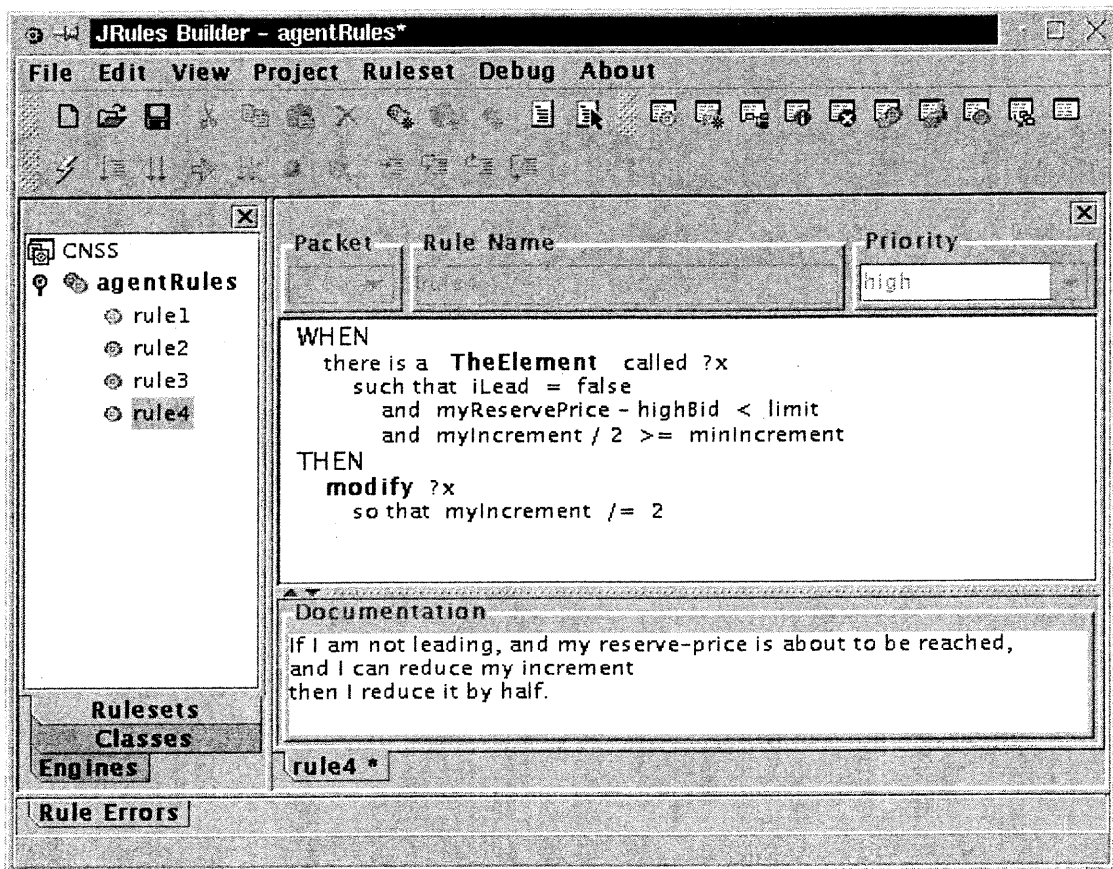 JRules Builder - agentRules*
File Edit View Project Ruleset Debug About
CNSS
agentRules
rule1
rule2
rule3
rule4
Rulesets
Classes
Engines
Packet
Rule Name
Priority
high
WHEN
there is a TheElement called ?x
such that iLead = false
and myReservePrice - highBid < limit
and myIncrement / 2 >= minIncrement
THEN
modify ?x
so that myIncrement /= 2
Documentation
If I am not leading, and my reserve-price is about to be reached,
and I can reduce my increment
then I reduce it by half.
rule4 *
Rule Errors